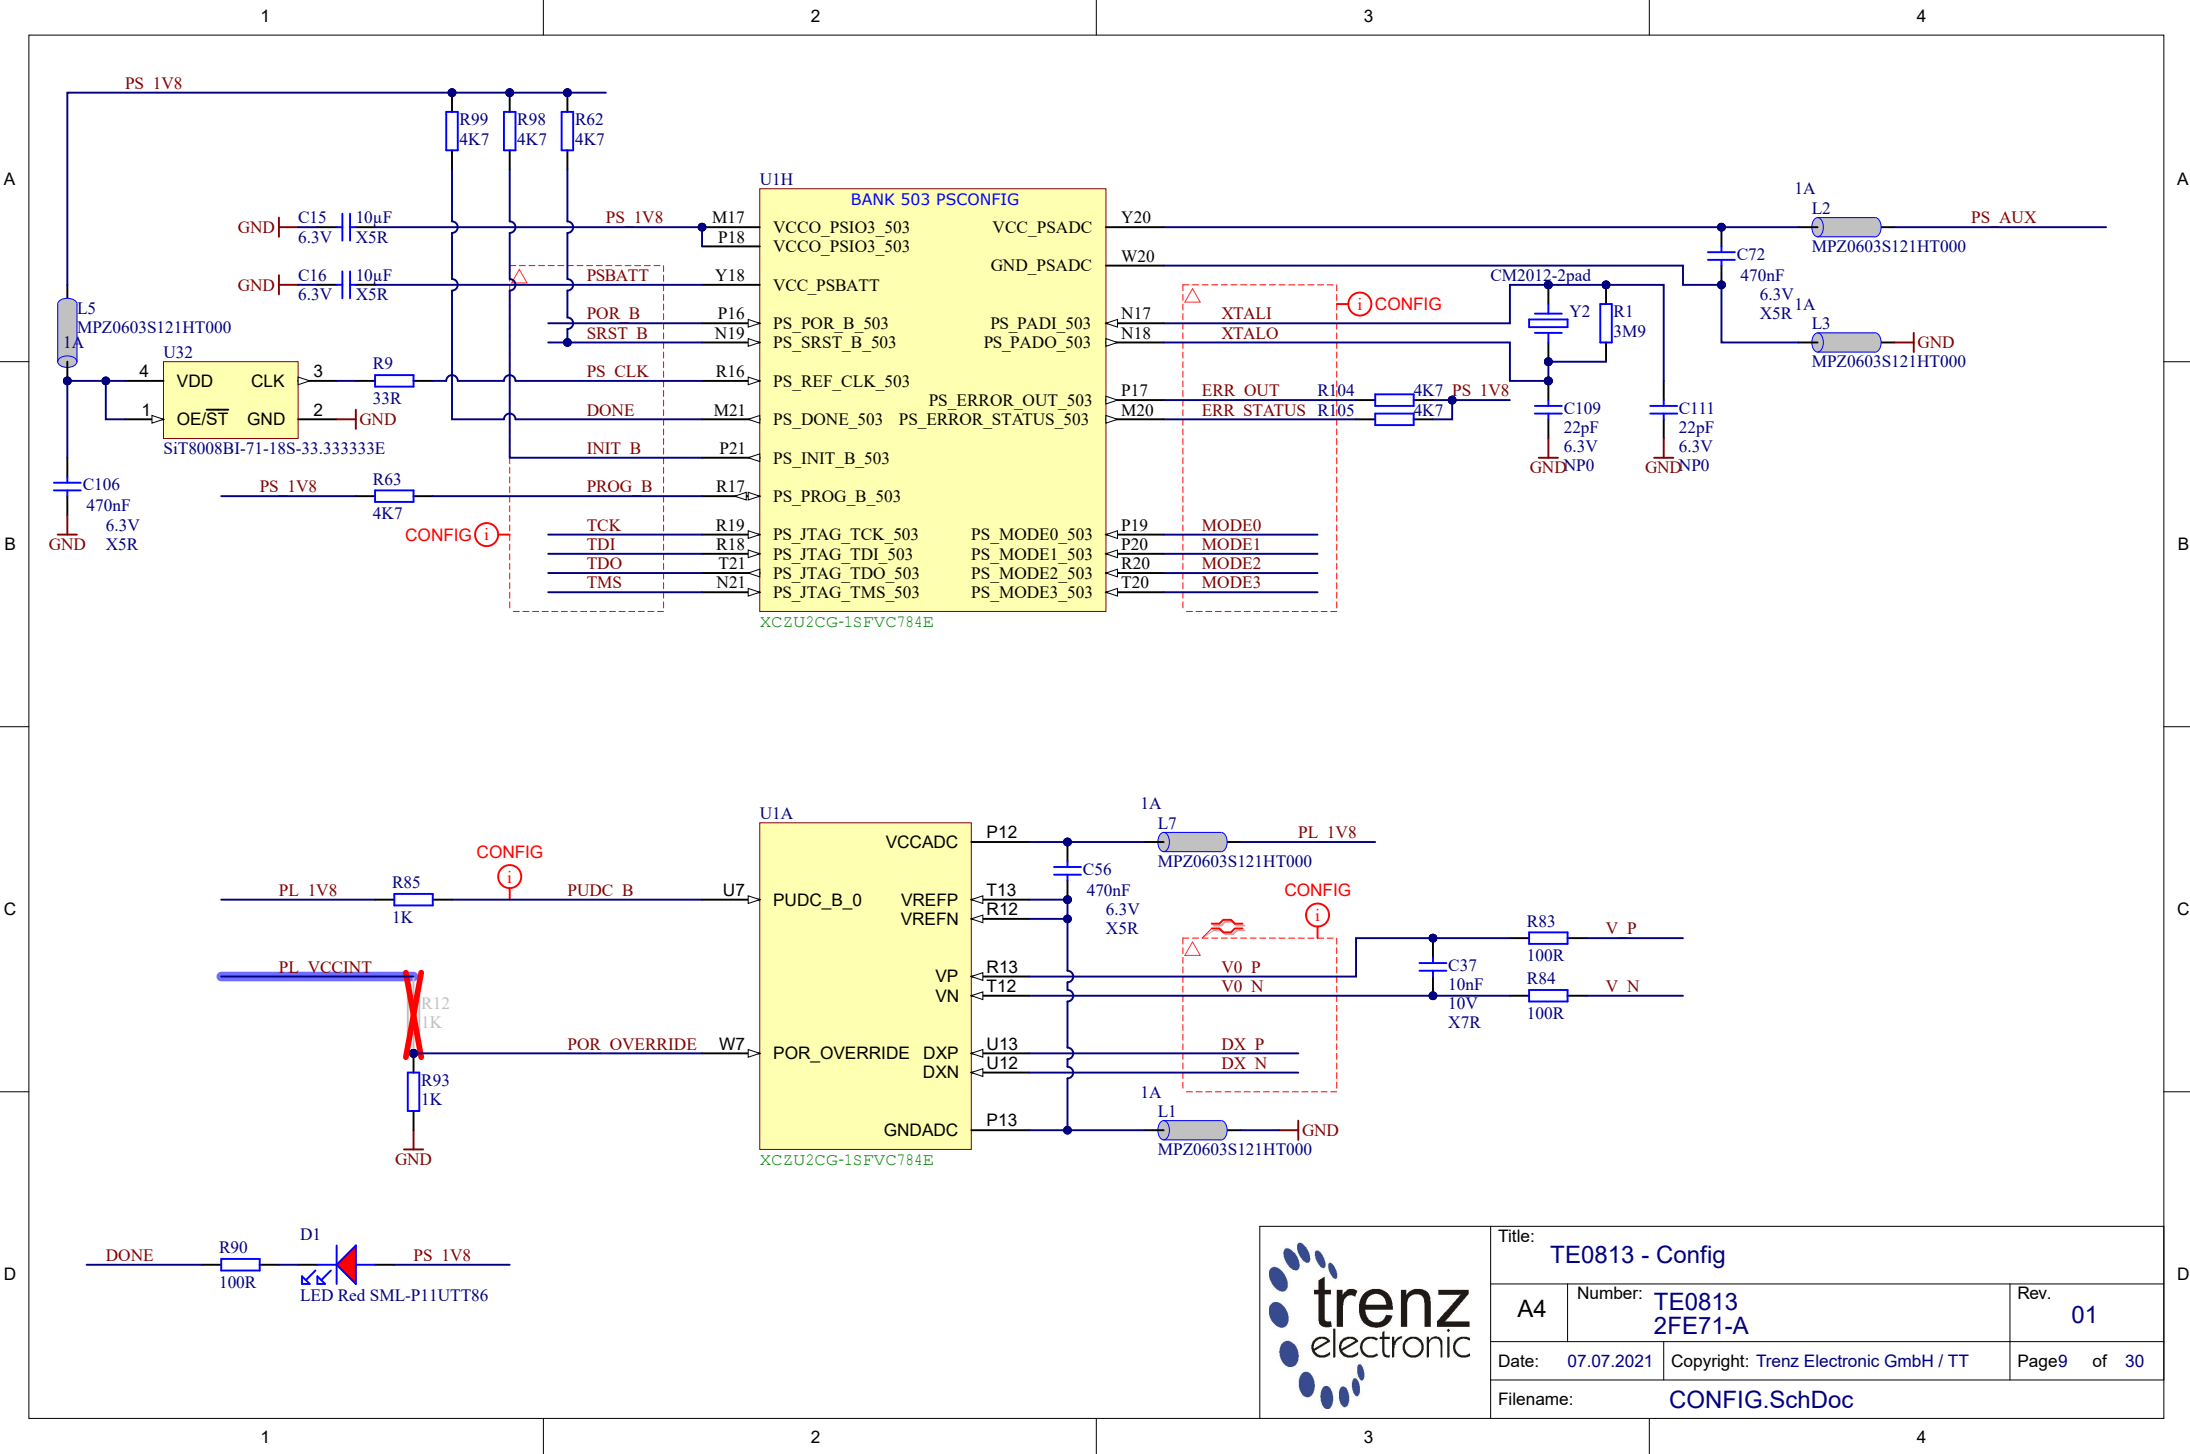 1 2 3 4
A A
B B
C C
D D
PS_1V8
R99 R98 R62
4K7 4K7 4K7
U1H
BANK 503 PSCONFIG
GND C15 10µF PS_1V8 M17 VCCO_PSIO3_503
6.3V X5R P18 VCCO_PSIO3_503
GND C16 10µF PSBATT Y18 VCC_PSBATT
6.3V X5R
POR_B P16 PS_POR_B_503
SRST_B N19 PS_SRST_B_503
PS_CLK R16 PS_REF_CLK_503
DONE M21 PS_DONE_503
INIT_B P21 PS_INIT_B_503
PS_1V8 R63 4K7 PROG_B R17 PS_PROG_B_503
CONFIG i
TCK R19 PS_JTAG_TCK_503
TDI R18 PS_JTAG_TDI_503
TDO T21 PS_JTAG_TDO_503
TMS N21 PS_JTAG_TMS_503
XCZU2CG-1SFVC784E
L5
MPZ0603S121HT000
1A
U32
4 VDD CLK 3 R9
33R
1 OE/ST GND 2 GND
SiT8008BI-71-18S-33.333333E
C106
470nF
6.3V
X5R
GND
VCC_PSADC Y20
GND_PSADC W20
PS_PADI_503 N17 XTALI
PS_PADO_503 N18 XTALO
PS_ERROR_OUT_503 P17 ERR_OUT R104 4K7 PS_1V8
PS_ERROR_STATUS_503 M20 ERR_STATUS R105 4K7
PS_MODE0_503 P19 MODE0
PS_MODE1_503 P20 MODE1
PS_MODE2_503 R20 MODE2
PS_MODE3_503 T20 MODE3
i CONFIG
CM2012-2pad
Y2
R1
3M9
C109
22pF
6.3V
NP0
GND
C111
22pF
6.3V
NP0
GND
1A
L2
MPZ0603S121HT000
PS_AUX
C72
470nF
6.3V
X5R
1A
L3
MPZ0603S121HT000
GND
U1A
PL_1V8 R85 1K PUDC_B U7 PUDC_B_0
CONFIG
i
PL_VCCINT
R12
1K
POR_OVERRIDE W7 POR_OVERRIDE
R93
1K
GND
VCCADC P12
VREFP T13
VREFN R12
VP R13 V0_P
VN T12 V0_N
DXP U13 DX_P
DXN U12 DX_N
GNDADC P13
XCZU2CG-1SFVC784E
1A
L7
MPZ0603S121HT000
PL_1V8
C56
470nF
6.3V
X5R
CONFIG
i
C37
10nF
10V
X7R
R83
100R
V_P
R84
100R
V_N
1A
L1
MPZ0603S121HT000
GND
DONE R90 D1 PS_1V8
100R
LED Red SML-P11UTT86
trenz
electronic
Title:
TE0813 - Config
A4 Number: TE0813
2FE71-A
Rev.
01
Date: 07.07.2021 Copyright: Trenz Electronic GmbH / TT Page9 of 30
Filename: CONFIG.SchDoc
1 2 3 4